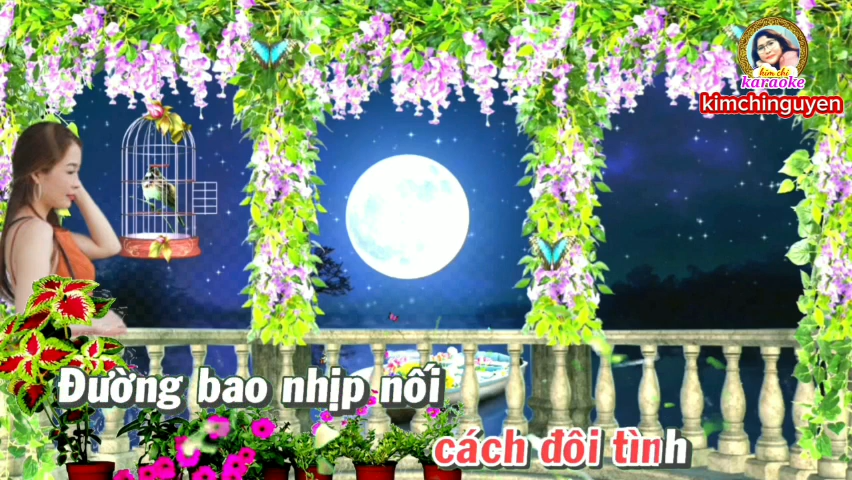 kim chi
karaoke
kimchinguyen
Đường bao nhịp nối
cách đôi tình